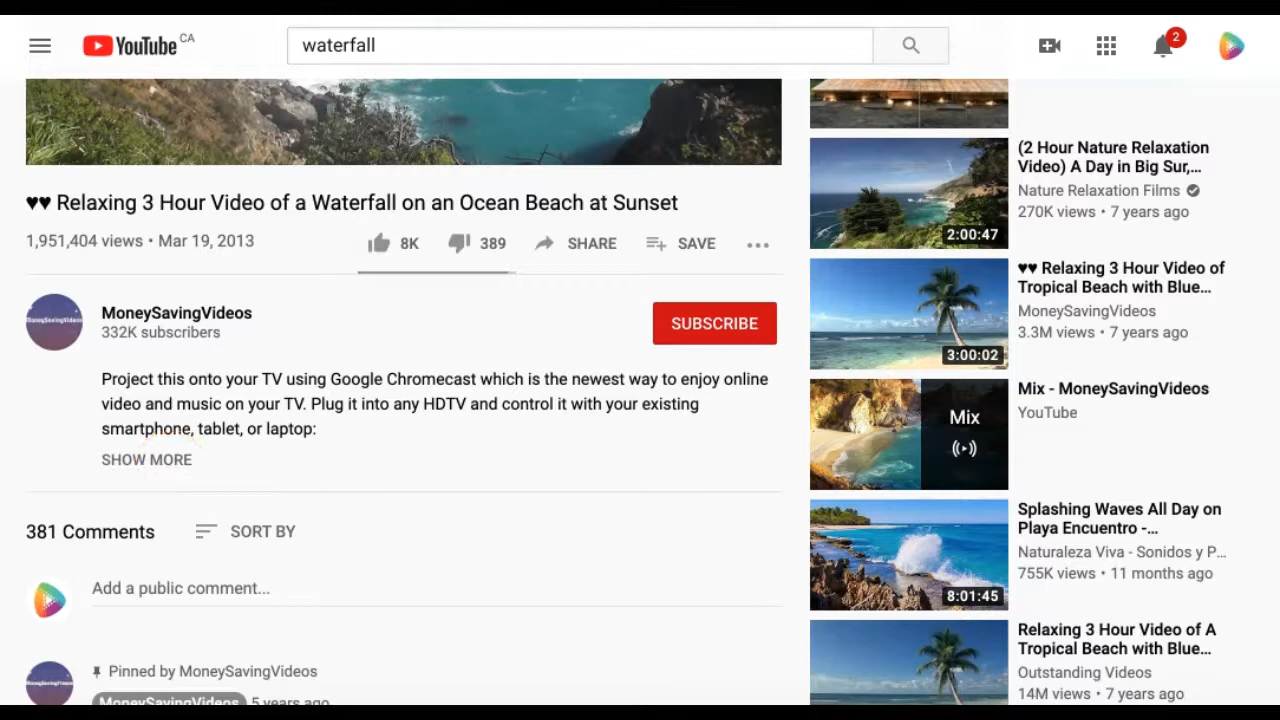 YouTube CA
waterfall
2
♥♥ Relaxing 3 Hour Video of a Waterfall on an Ocean Beach at Sunset
1,951,404 views • Mar 19, 2013
8K
389
SHARE
SAVE
MoneySavingVideos
MoneySavingVideos
332K subscribers
SUBSCRIBE
Project this onto your TV using Google Chromecast which is the newest way to enjoy online
video and music on your TV. Plug it into any HDTV and control it with your existing
smartphone, tablet, or laptop:
SHOW MORE
381 Comments
SORT BY
Add a public comment...
Pinned by MoneySavingVideos
MoneySavingVideos 5 years ago
(2 Hour Nature Relaxation
Video) A Day in Big Sur,...
Nature Relaxation Films
270K views • 7 years ago
2:00:47
♥♥ Relaxing 3 Hour Video of
Tropical Beach with Blue...
MoneySavingVideos
3.3M views • 7 years ago
3:00:02
Mix
Mix - MoneySavingVideos
YouTube
Splashing Waves All Day on
Playa Encuentro -...
Naturaleza Viva - Sonidos y P...
755K views • 11 months ago
8:01:45
Relaxing 3 Hour Video of A
Tropical Beach with Blue...
Outstanding Videos
14M views • 7 years ago